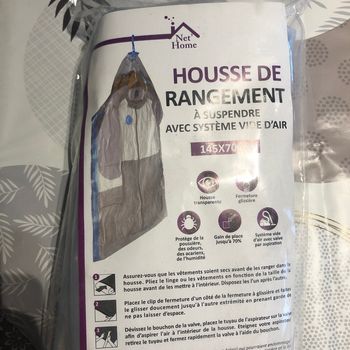 Net
Home
HOUSSE DE
RANGEMENT
À SUSPENDRE
AVEC SYSTÈME VIDE D'AIR
145X70
Housse
transparente
Fermeture
glissière
Protège de la
poussière,
des odeurs,
des acariens,
de l'humidité
Gain de place
jusqu'à 70%
Système vide
d'air avec valve
par aspiration
Assurez-vous que les vêtements soient secs avant de les ranger dans la
housse. Pliez le linge ou les vêtements en fonction de la taille de la
housse avant de les mettre à l'intérieur. Disposez les l'un après l'autre.
Placez le clip de fermeture d'un côté de la fermeture à glissière et faites
le glisser doucement jusqu'à l'autre extrémité en prenant garde de
ne pas laisser d'espace.
Dévissez le bouchon de la valve, placez le tuyau de l'aspirateur sur la valve
afin d'aspirer l'air à l'intérieur de la housse. Éteignez votre aspirateur
retirez le tuyau et fermez rapidement la valve à l'aide du bouchon.